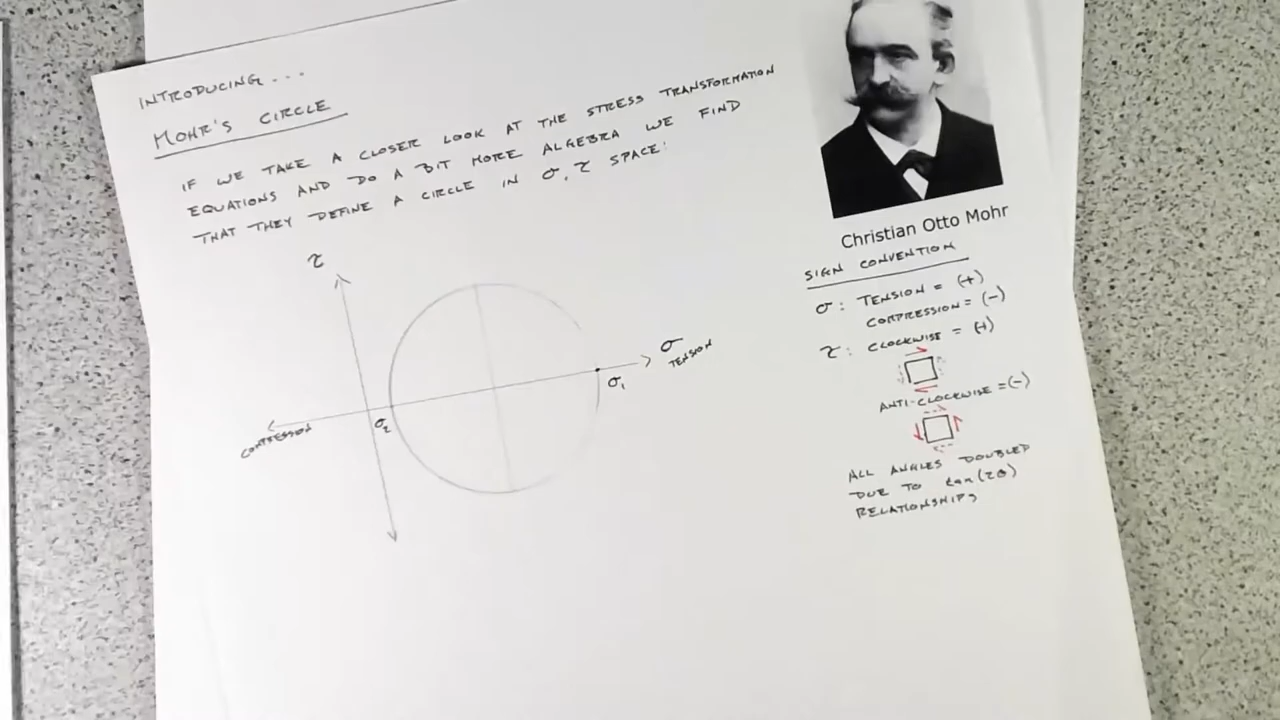 INTRODUCING...
MOHR'S CIRCLE
IF WE TAKE A CLOSER LOOK AT THE STRESS TRANSFORMATION
EQUATIONS AND DO A BIT MORE ALGEBRA WE FIND
THAT THEY DEFINE A CIRCLE IN σ, τ SPACE:
τ
σ
TENSION
σ₁
σ₂
COMPRESSION
Christian Otto Mohr
SIGN CONVENTION
σ: TENSION = (+)
COMPRESSION = (-)
τ: CLOCKWISE = (+)
ANTI-CLOCKWISE = (-)
ALL ANGLES DOUBLED
DUE TO tan(2θ)
RELATIONSHIPS